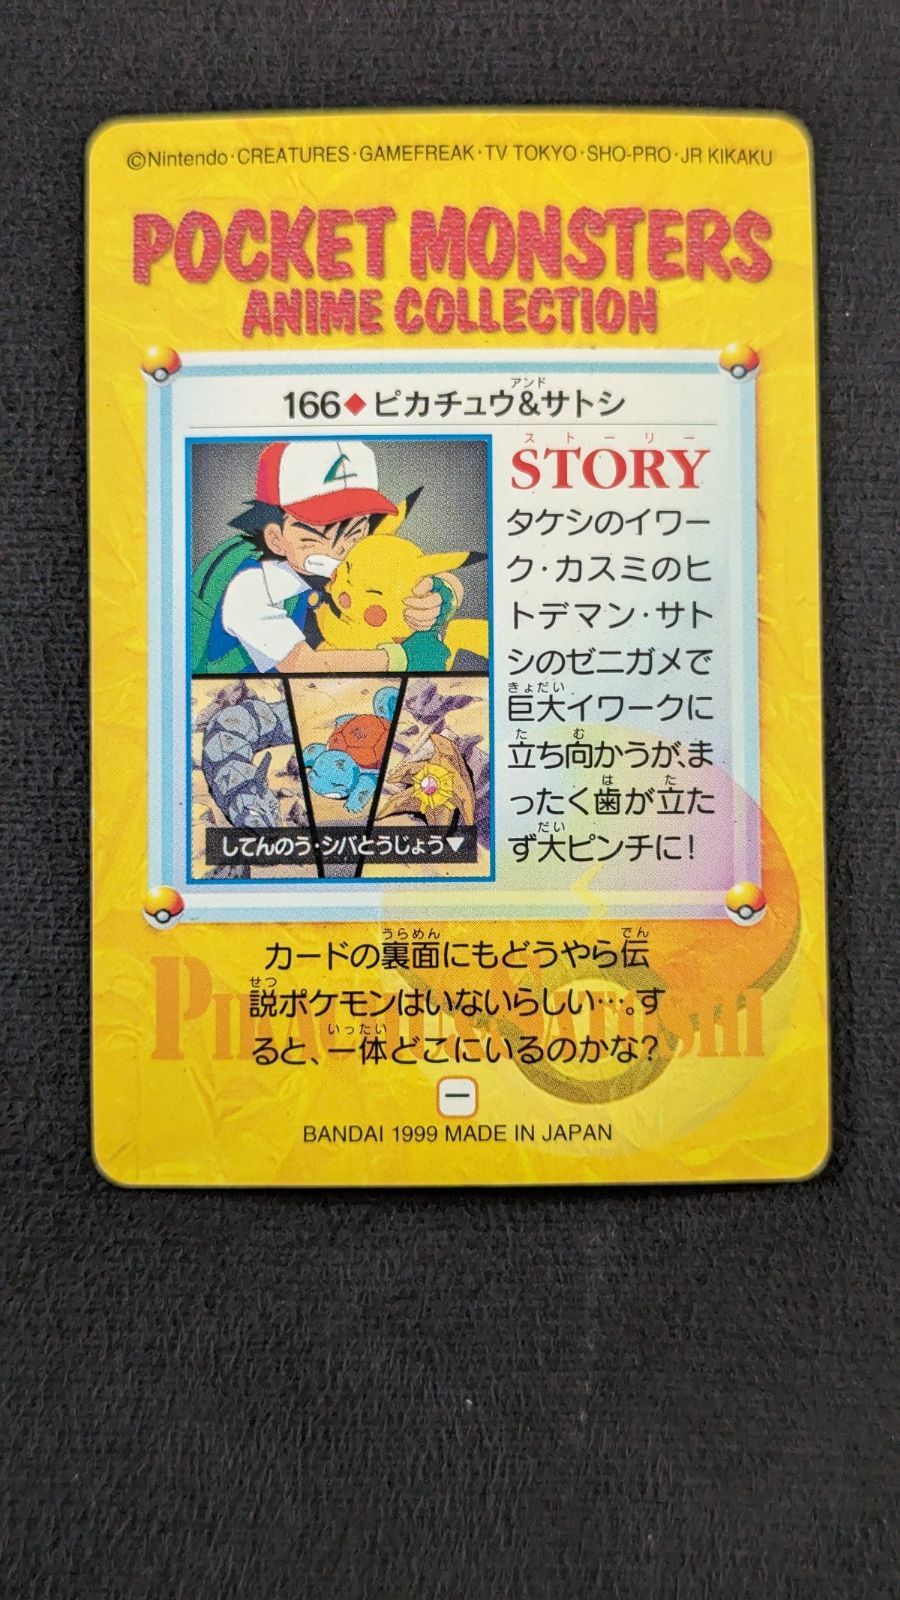 ©Nintendo・CREATURES・GAMEFREAK・TV TOKYO・SHO-PRO・JR KIKAKU
POCKET MONSTERS
ANIME COLLECTION
アンド
166◆ピカチュウ&サトシ
ストーリー
STORY
タケシのイワー
ク・カスミのヒ
トデマン・サト
シのゼニガメで
きょだい
巨大イワークに
た む
立ち向かうが、ま
は た
ったく歯が立た
だい
ず大ピンチに!
してんのう・シバとうじょう▼
うらめん でん
カードの裏面にもどうやら伝
せつ
説ポケモンはいないらしい…。す
いったい
ると、一体どこにいるのかな?
PIKACHU & SATOSHI
ー
BANDAI 1999 MADE IN JAPAN